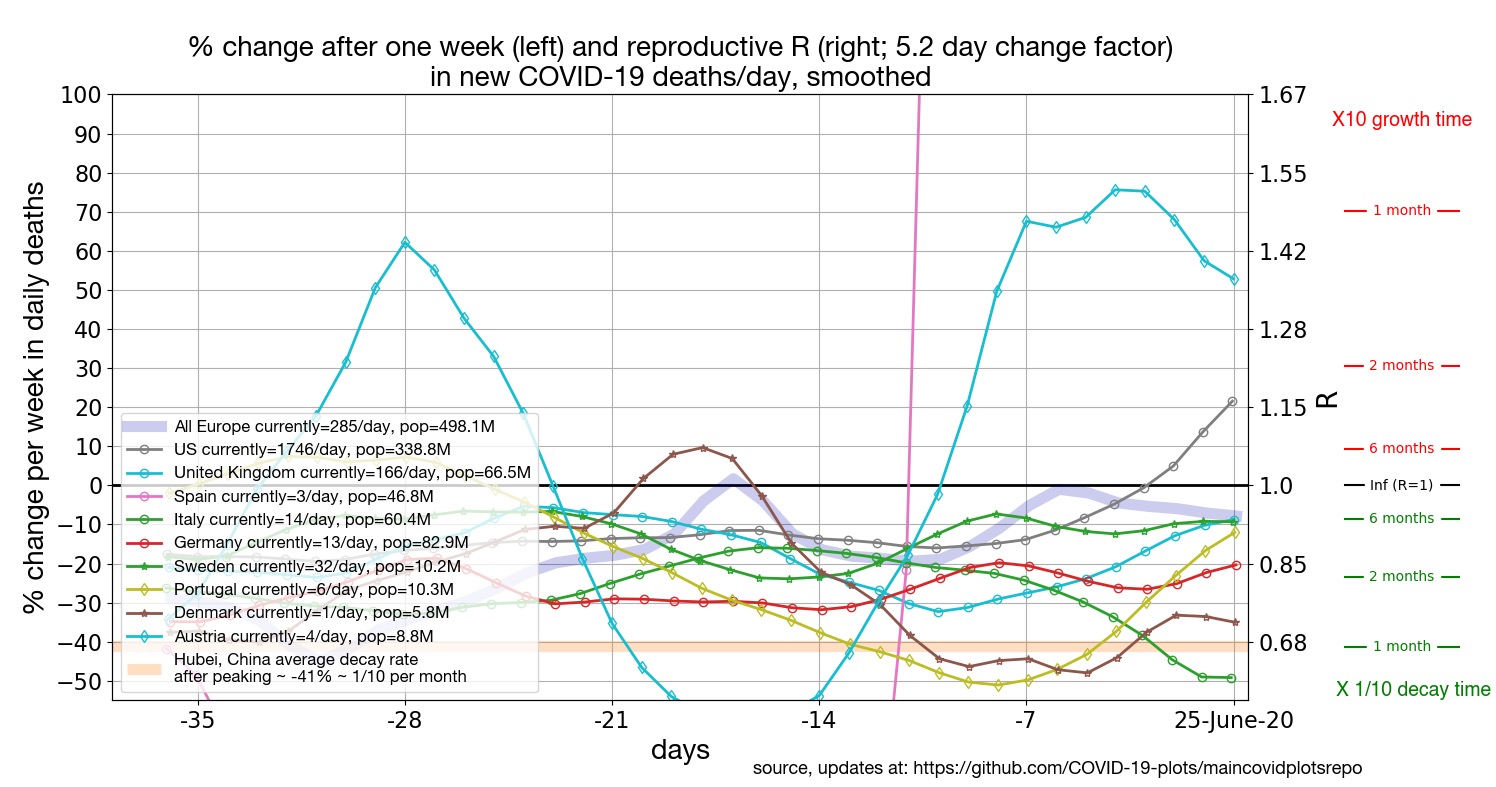 % change after one week (left) and reproductive R (right; 5.2 day change factor)
in new COVID-19 deaths/day, smoothed
% change per week in daily deaths
100
90
80
70
60
50
40
30
20
10
0
−10
−20
−30
−40
−50
All Europe currently=285/day, pop=498.1M
US currently=1746/day, pop=338.8M
United Kingdom currently=166/day, pop=66.5M
Spain currently=3/day, pop=46.8M
Italy currently=14/day, pop=60.4M
Germany currently=13/day, pop=82.9M
Sweden currently=32/day, pop=10.2M
Portugal currently=6/day, pop=10.3M
Denmark currently=1/day, pop=5.8M
Austria currently=4/day, pop=8.8M
Hubei, China average decay rate
after peaking ~ -41% ~ 1/10 per month
-35
-28
-21
-14
-7
25-June-20
days
1.67
1.55
1.42
1.28
1.15
1.0
0.85
0.68
R
X10 growth time
1 month
2 months
6 months
Inf (R=1)
6 months
2 months
1 month
X 1/10 decay time
source, updates at: https://github.com/COVID-19-plots/maincovidplotsrepo